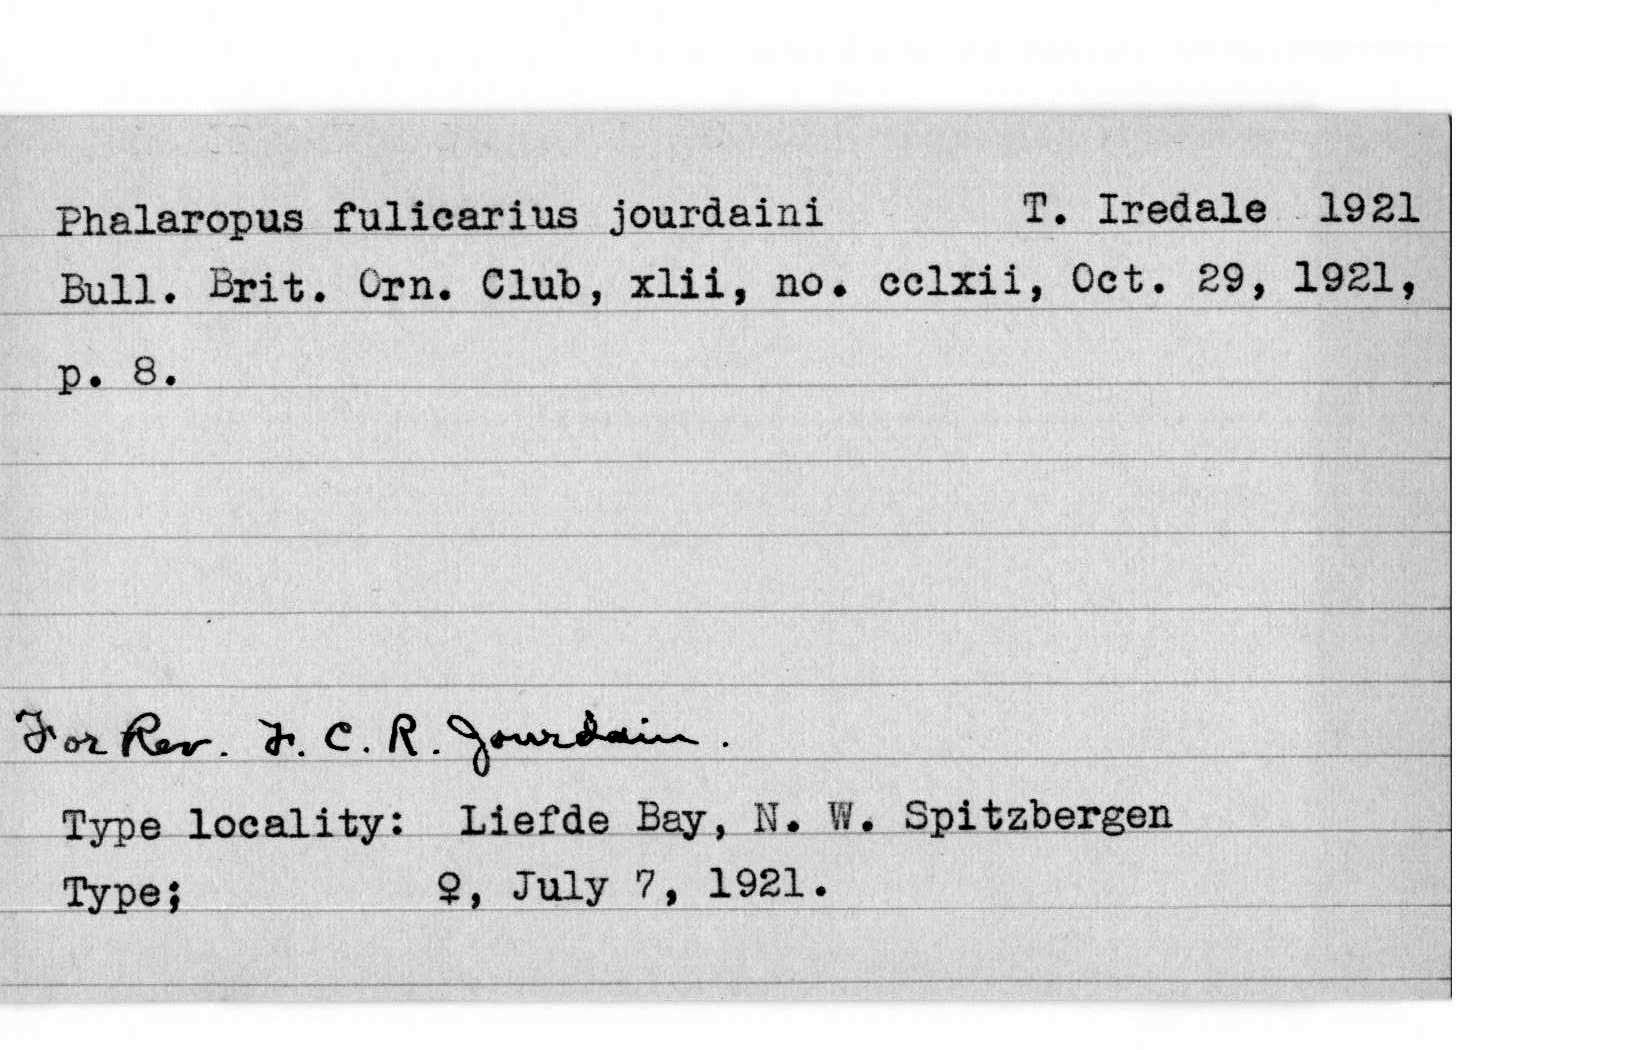 Phalaropus fulicarius jourdaini T. Iredale 1921
Bull. Brit. Orn. Club, xlii, no. cclxii, Oct. 29, 1921,
p. 8.
For Rev. F. C. R. Jourdain.
Type locality: Liefde Bay, N. W. Spitzbergen
Type; ♀, July 7, 1921.